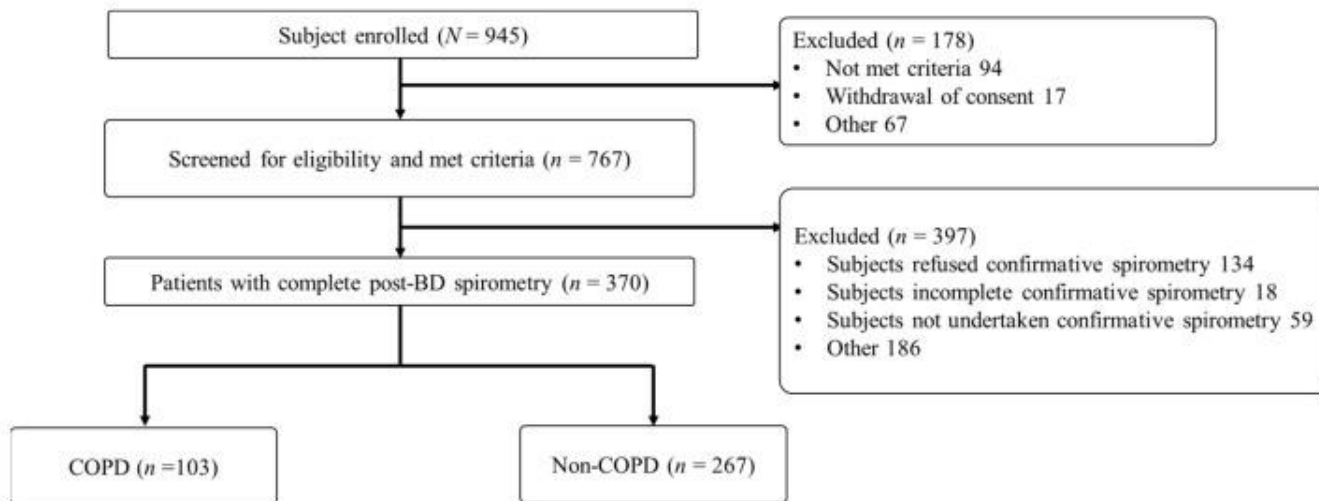 Subject enrolled (N = 945)
Excluded (n = 178)
• Not met criteria 94
• Withdrawal of consent 17
• Other 67
Screened for eligibility and met criteria (n = 767)
Excluded (n = 397)
• Subjects refused confirmative spirometry 134
• Subjects incomplete confirmative spirometry 18
• Subjects not undertaken confirmative spirometry 59
• Other 186
Patients with complete post-BD spirometry (n = 370)
COPD (n =103)
Non-COPD (n = 267)